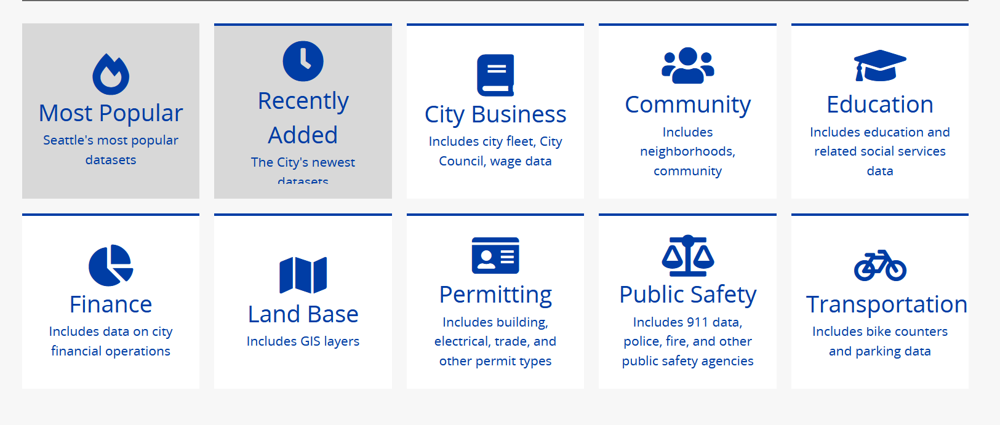 Most Popular
Seattle's most popular
datasets
Recently
Added
The City's newest
datasets
City Business
Includes city fleet, City
Council, wage data
Community
Includes
neighborhoods,
community
Education
Includes education and
related social services
data
Finance
Includes data on city
financial operations
Land Base
Includes GIS layers
Permitting
Includes building,
electrical, trade, and
other permit types
Public Safety
Includes 911 data,
police, fire, and other
public safety agencies
Transportation
Includes bike counters
and parking data